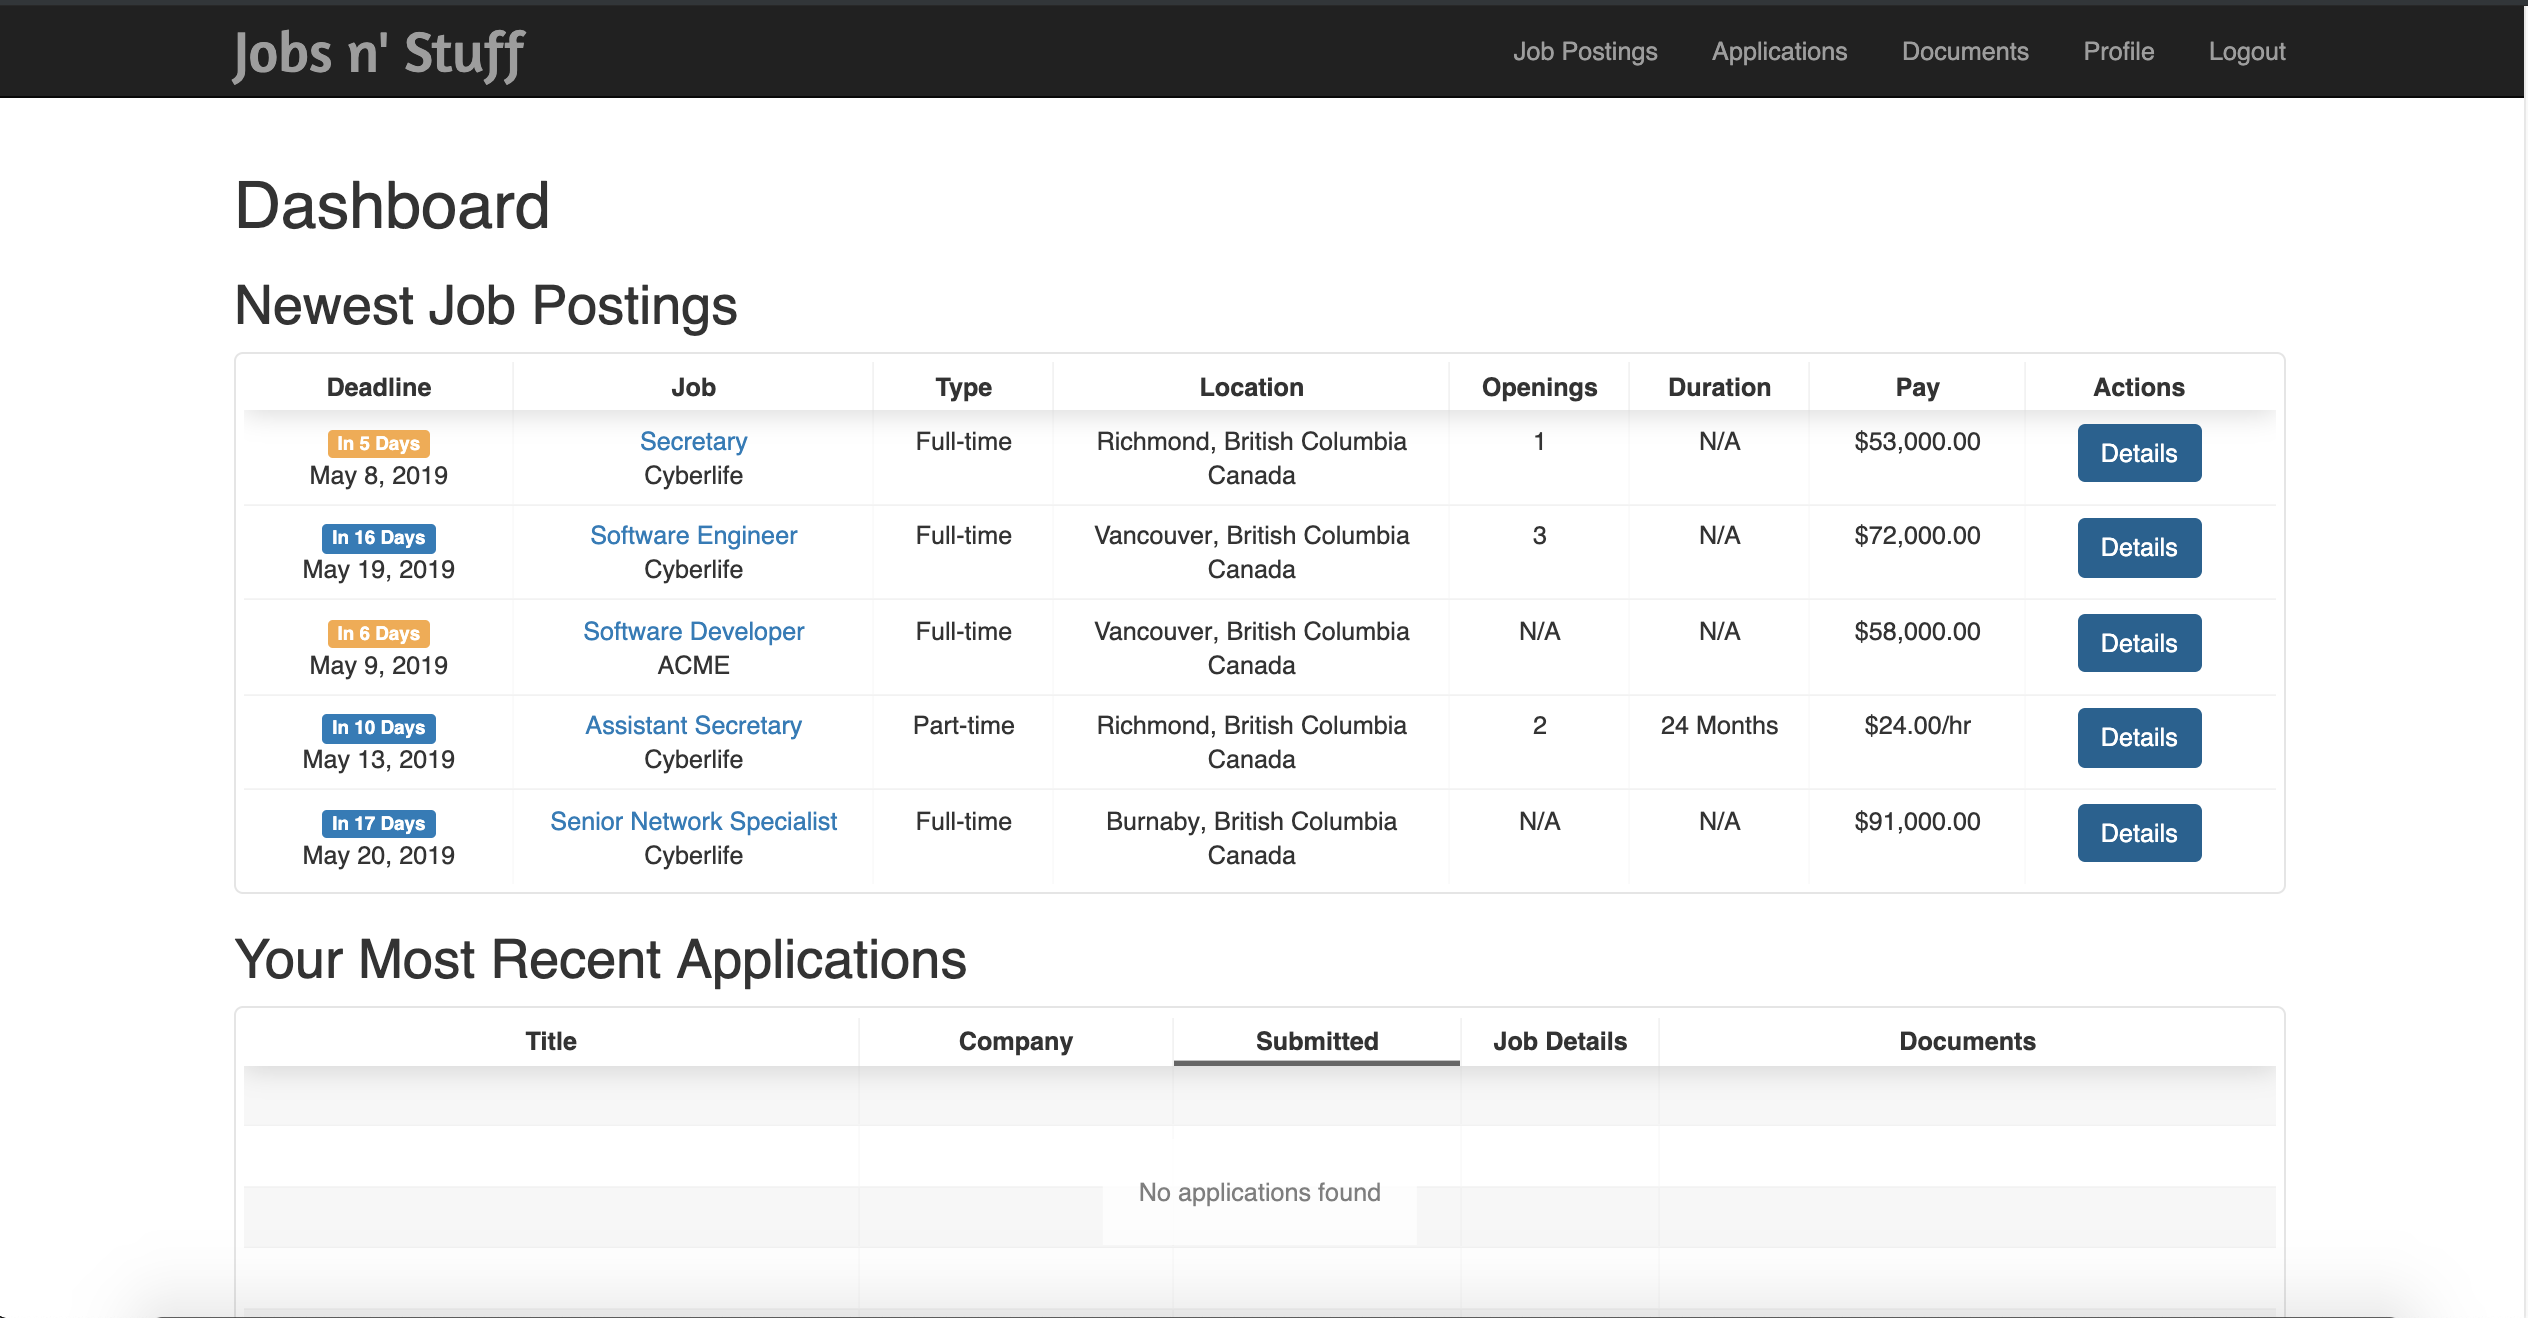 Jobs n' Stuff
Job Postings Applications Documents Profile Logout
Dashboard
Newest Job Postings
Deadline Job Type Location Openings Duration Pay Actions
In 5 Days Secretary Full-time Richmond, British Columbia 1 N/A $53,000.00 Details
May 8, 2019 Cyberlife Canada
In 16 Days Software Engineer Full-time Vancouver, British Columbia 3 N/A $72,000.00 Details
May 19, 2019 Cyberlife Canada
In 6 Days Software Developer Full-time Vancouver, British Columbia N/A N/A $58,000.00 Details
May 9, 2019 ACME Canada
In 10 Days Assistant Secretary Part-time Richmond, British Columbia 2 24 Months $24.00/hr Details
May 13, 2019 Cyberlife Canada
In 17 Days Senior Network Specialist Full-time Burnaby, British Columbia N/A N/A $91,000.00 Details
May 20, 2019 Cyberlife Canada
Your Most Recent Applications
Title Company Submitted Job Details Documents
No applications found